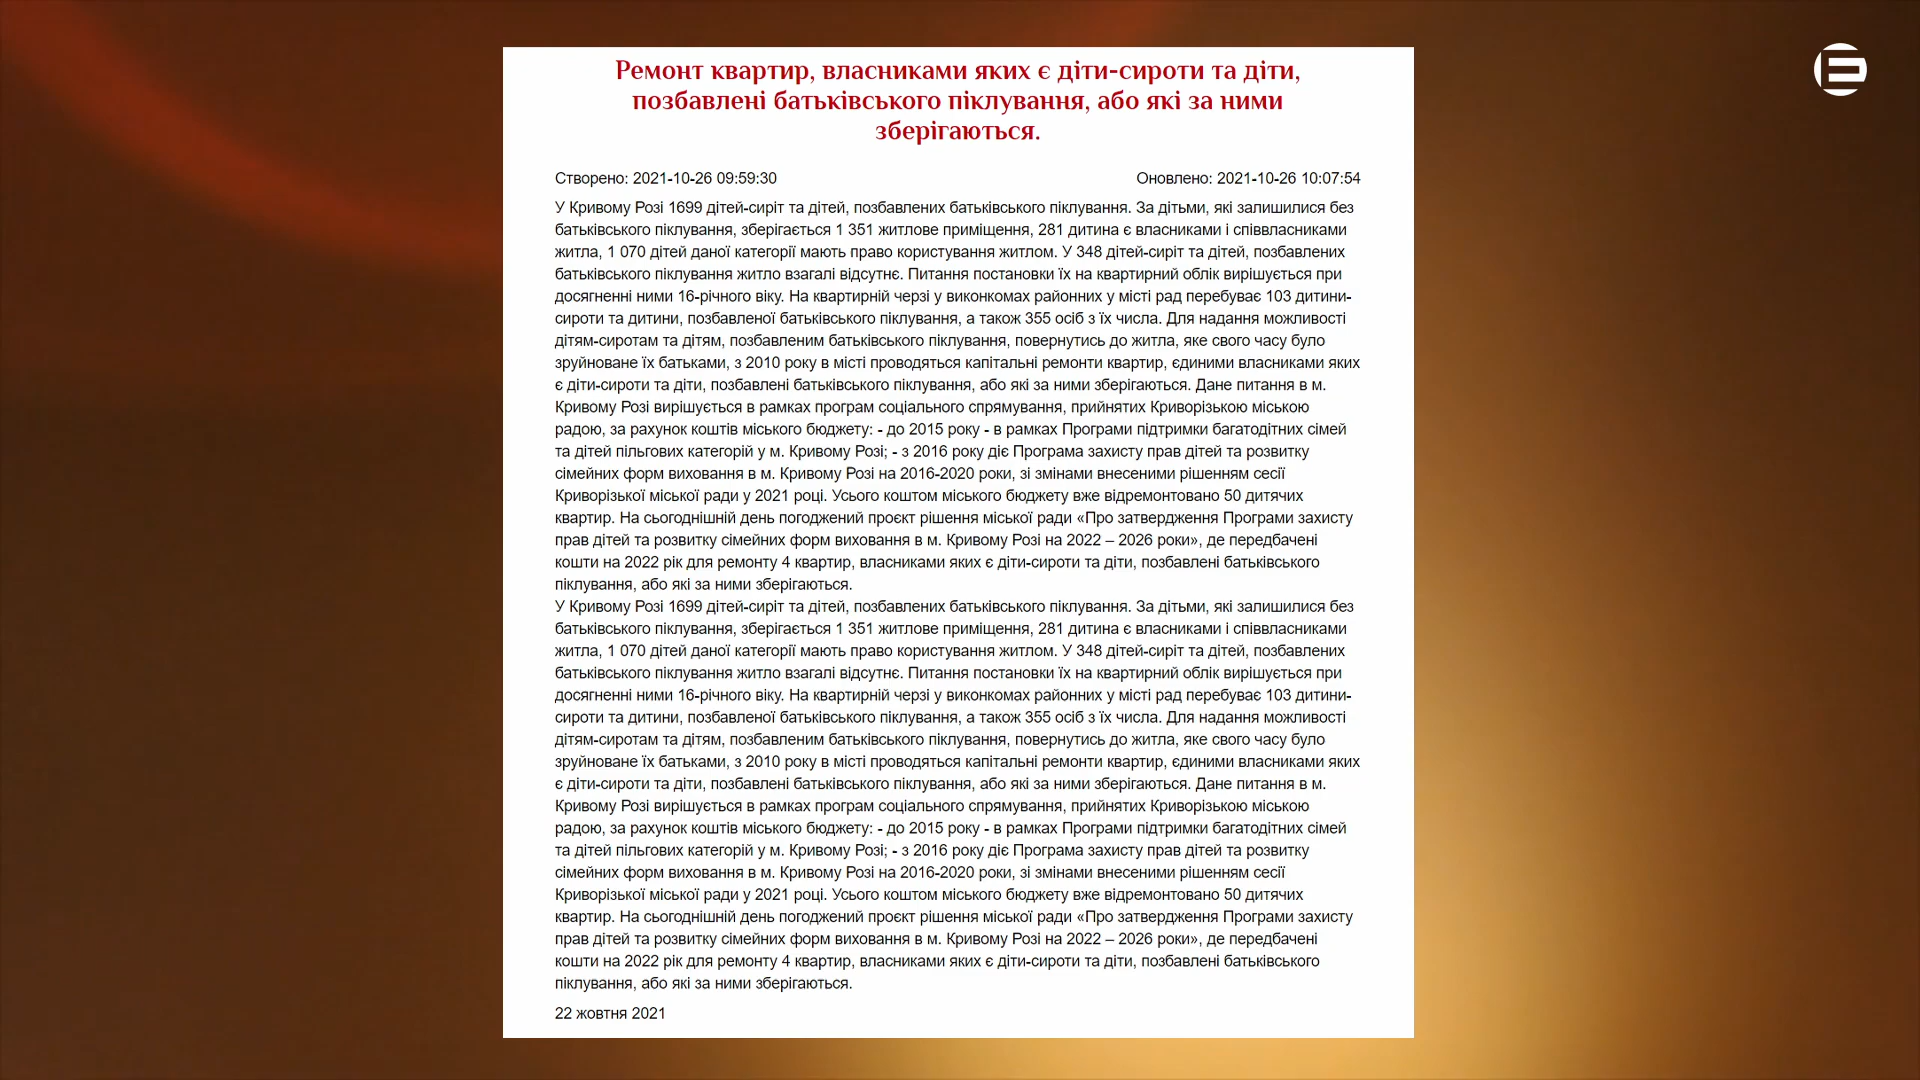 Ремонт квартир, власниками яких є діти-сироти та діти,
позбавлені батьківського піклування, або які за ними
зберігаються.
Створено: 2021-10-26 09:59:30
Оновлено: 2021-10-26 10:07:54
У Кривому Розі 1699 дітей-сиріт та дітей, позбавлених батьківського піклування. За дітьми, які залишилися без
батьківського піклування, зберігається 1 351 житлове приміщення, 281 дитина є власниками і співвласниками
житла, 1 070 дітей даної категорії мають право користування житлом. У 348 дітей-сиріт та дітей, позбавлених
батьківського піклування житло взагалі відсутнє. Питання постановки їх на квартирний облік вирішується при
досягненні ними 16-річного віку. На квартирній черзі у виконкомах районних у місті рад перебуває 103 дитини-
сироти та дитини, позбавленої батьківського піклування, а також 355 осіб з їх числа. Для надання можливості
дітям-сиротам та дітям, позбавленим батьківського піклування, повернутись до житла, яке свого часу було
зруйноване їх батьками, з 2010 року в місті проводяться капітальні ремонти квартир, єдиними власниками яких
є діти-сироти та діти, позбавлені батьківського піклування, або які за ними зберігаються. Дане питання в м.
Кривому Розі вирішується в рамках програм соціального спрямування, прийнятих Криворізькою міською
радою, за рахунок коштів міського бюджету: - до 2015 року - в рамках Програми підтримки багатодітних сімей
та дітей пільгових категорій у м. Кривому Розі; - з 2016 року діє Програма захисту прав дітей та розвитку
сімейних форм виховання в м. Кривому Розі на 2016-2020 роки, зі змінами внесеними рішенням сесії
Криворізької міської ради у 2021 році. Усього коштом міського бюджету вже відремонтовано 50 дитячих
квартир. На сьогоднішній день погоджений проєкт рішення міської ради «Про затвердження Програми захисту
прав дітей та розвитку сімейних форм виховання в м. Кривому Розі на 2022 – 2026 роки», де передбачені
кошти на 2022 рік для ремонту 4 квартир, власниками яких є діти-сироти та діти, позбавлені батьківського
піклування, або які за ними зберігаються.
У Кривому Розі 1699 дітей-сиріт та дітей, позбавлених батьківського піклування. За дітьми, які залишилися без
батьківського піклування, зберігається 1 351 житлове приміщення, 281 дитина є власниками і співвласниками
житла, 1 070 дітей даної категорії мають право користування житлом. У 348 дітей-сиріт та дітей, позбавлених
батьківського піклування житло взагалі відсутнє. Питання постановки їх на квартирний облік вирішується при
досягненні ними 16-річного віку. На квартирній черзі у виконкомах районних у місті рад перебуває 103 дитини-
сироти та дитини, позбавленої батьківського піклування, а також 355 осіб з їх числа. Для надання можливості
дітям-сиротам та дітям, позбавленим батьківського піклування, повернутись до житла, яке свого часу було
зруйноване їх батьками, з 2010 року в місті проводяться капітальні ремонти квартир, єдиними власниками яких
є діти-сироти та діти, позбавлені батьківського піклування, або які за ними зберігаються. Дане питання в м.
Кривому Розі вирішується в рамках програм соціального спрямування, прийнятих Криворізькою міською
радою, за рахунок коштів міського бюджету: - до 2015 року - в рамках Програми підтримки багатодітних сімей
та дітей пільгових категорій у м. Кривому Розі; - з 2016 року діє Програма захисту прав дітей та розвитку
сімейних форм виховання в м. Кривому Розі на 2016-2020 роки, зі змінами внесеними рішенням сесії
Криворізької міської ради у 2021 році. Усього коштом міського бюджету вже відремонтовано 50 дитячих
квартир. На сьогоднішній день погоджений проєкт рішення міської ради «Про затвердження Програми захисту
прав дітей та розвитку сімейних форм виховання в м. Кривому Розі на 2022 – 2026 роки», де передбачені
кошти на 2022 рік для ремонту 4 квартир, власниками яких є діти-сироти та діти, позбавлені батьківського
піклування, або які за ними зберігаються.
22 жовтня 2021